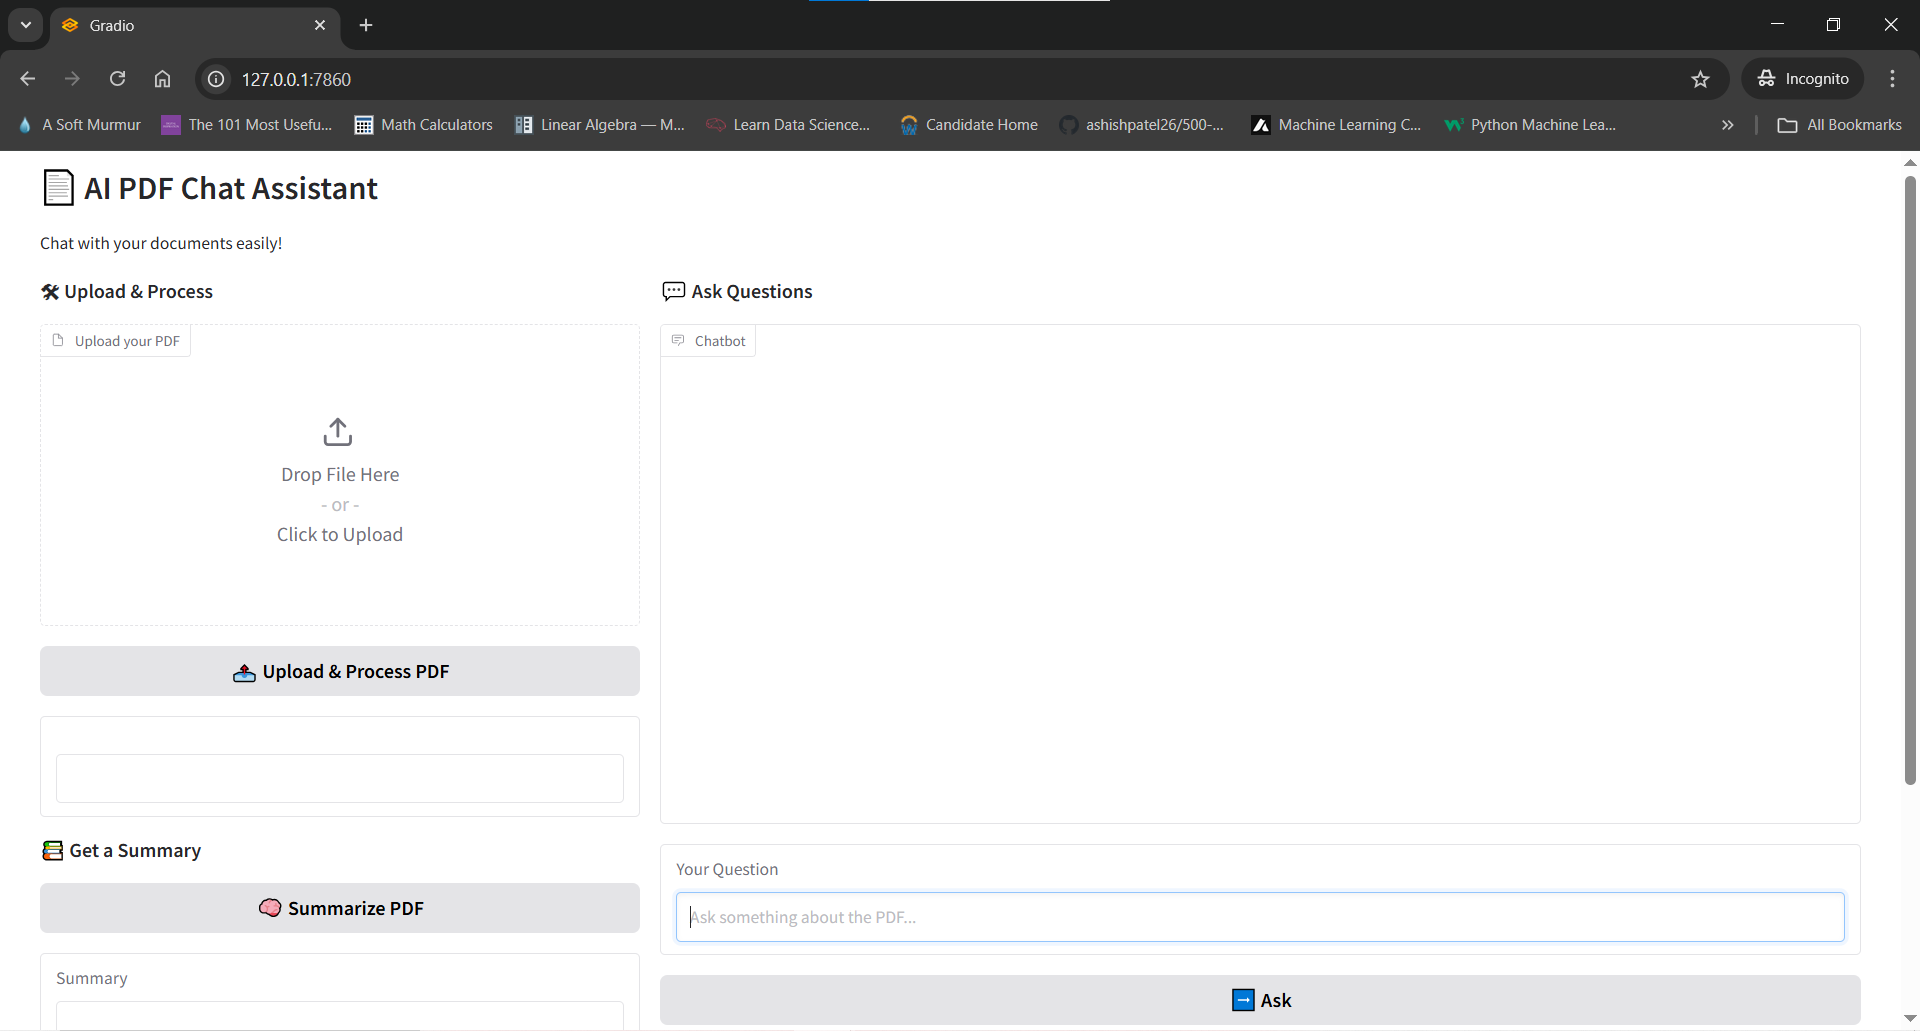 Gradio
127.0.0.1:7860
Incognito
A Soft Murmur
The 101 Most Usefu...
Math Calculators
Linear Algebra — M...
Learn Data Science...
Candidate Home
ashishpatel26/500-...
Machine Learning C...
Python Machine Lea...
All Bookmarks
AI PDF Chat Assistant
Chat with your documents easily!
Upload & Process
Upload your PDF
Drop File Here
- or -
Click to Upload
Upload & Process PDF
Get a Summary
Summarize PDF
Summary
Ask Questions
Chatbot
Your Question
Ask something about the PDF...
Ask